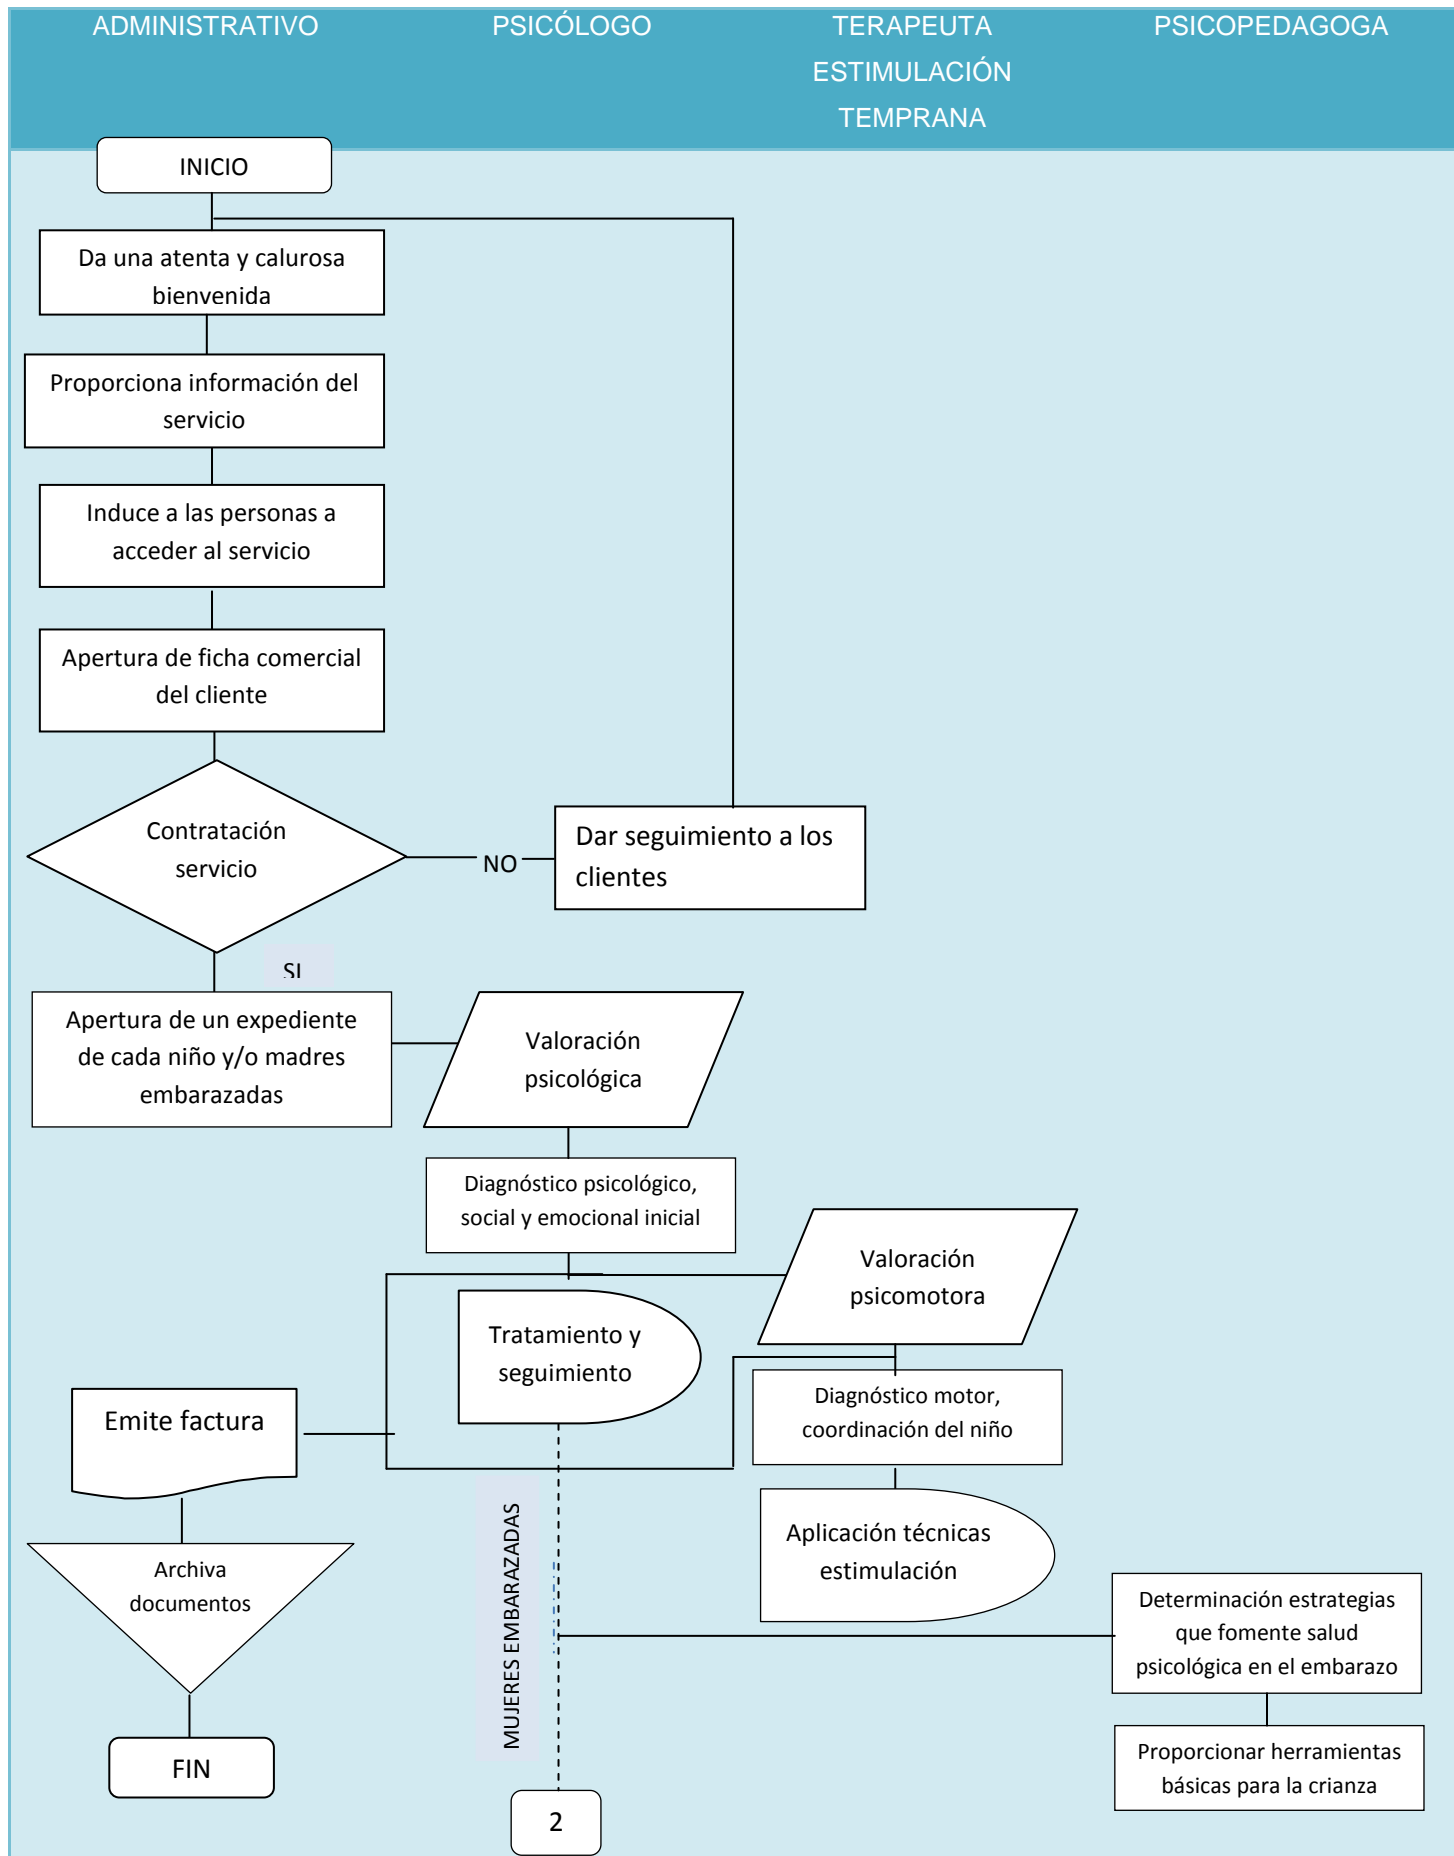 ADMINISTRATIVO
PSICÓLOGO
TERAPEUTA
ESTIMULACIÓN
TEMPRANA
PSICOPEDAGOGA
INICIO
Da una atenta y calurosa
bienvenida
Proporciona información del
servicio
Induce a las personas a
acceder al servicio
Apertura de ficha comercial
del cliente
Contratación
servicio
NO
Dar seguimiento a los
clientes
SI
Apertura de un expediente
de cada niño y/o madres
embarazadas
Valoración
psicológica
Diagnóstico psicológico,
social y emocional inicial
Valoración
psicomotora
Tratamiento y
seguimiento
Diagnóstico motor,
coordinación del niño
Emite factura
Aplicación técnicas
estimulación
MUJERES EMBARAZADAS
Archiva
documentos
Determinación estrategias
que fomente salud
psicológica en el embarazo
Proporcionar herramientas
básicas para la crianza
FIN
2